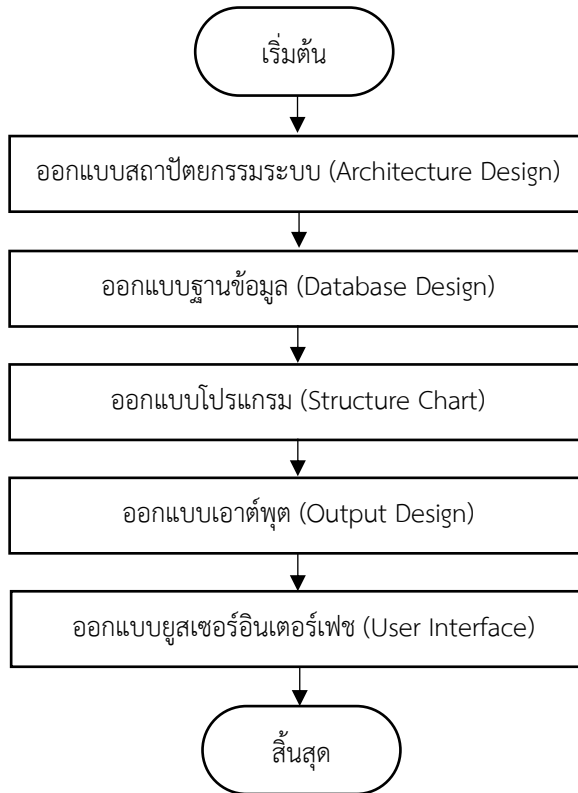 เริ่มต้น
ออกแบบสถาปัตยกรรมระบบ (Architecture Design)
ออกแบบฐานข้อมูล (Database Design)
ออกแบบโปรแกรม (Structure Chart)
ออกแบบเอาต์พุต (Output Design)
ออกแบบยูสเซอร์อินเตอร์เฟช (User Interface)
สิ้นสุด